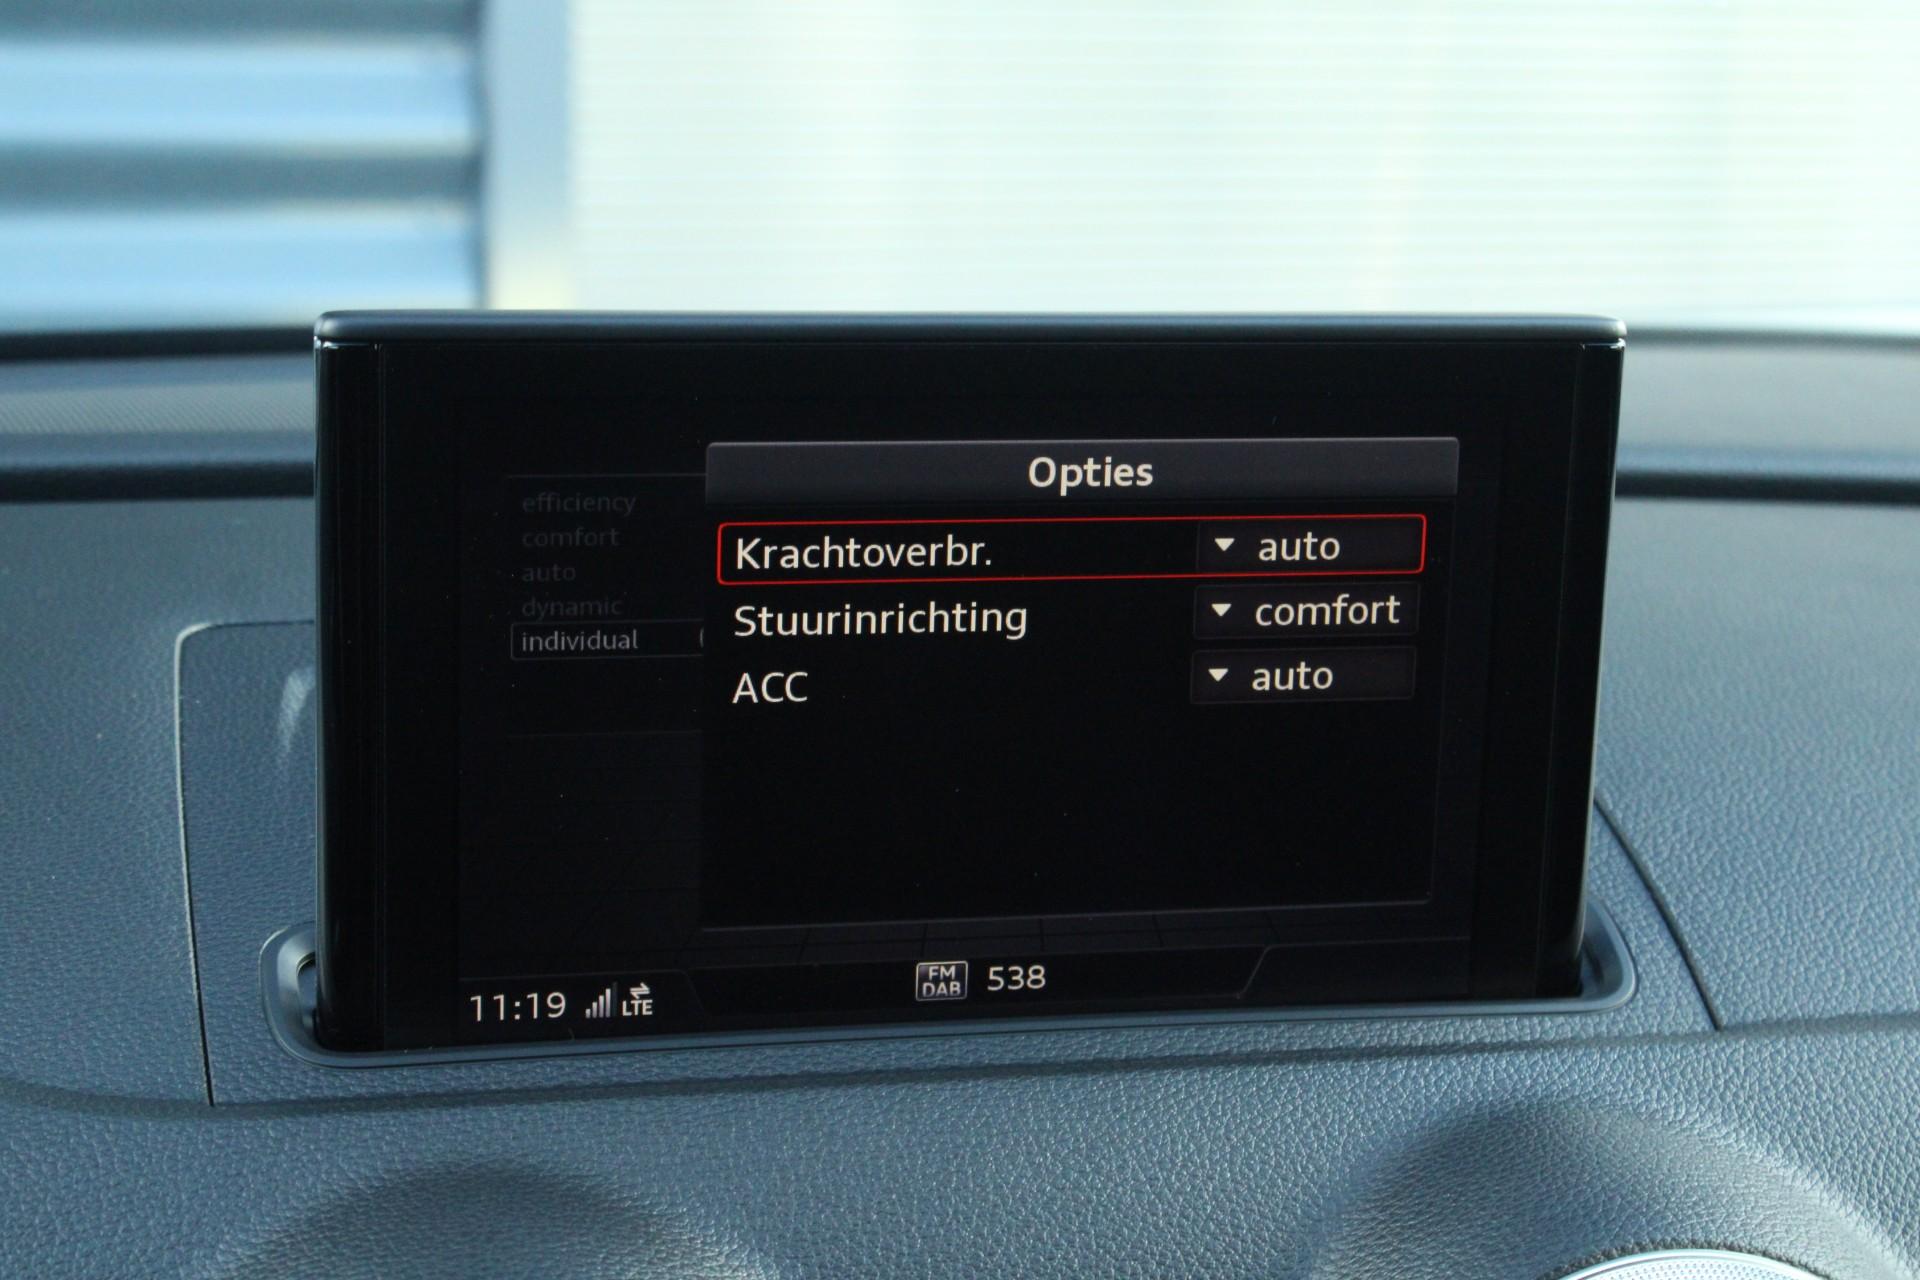 Opties
efficiency
comfort
auto
dynamic
individual
Krachtoverbr. auto
Stuurinrichting comfort
ACC auto
11:19 LTE
FM
DAB 538